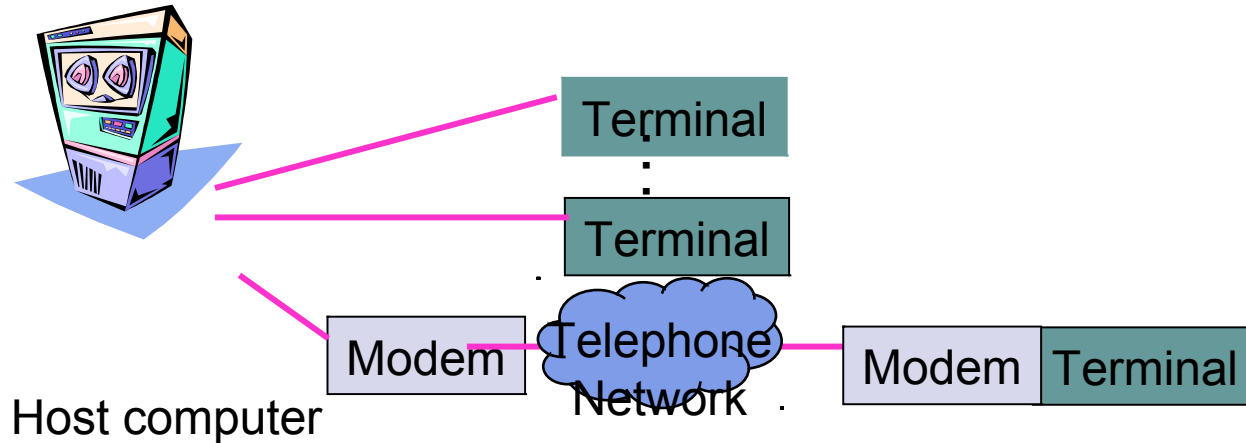 Terminal
Terminal
Telephone
Network
Modem
Modem
Terminal
Host computer